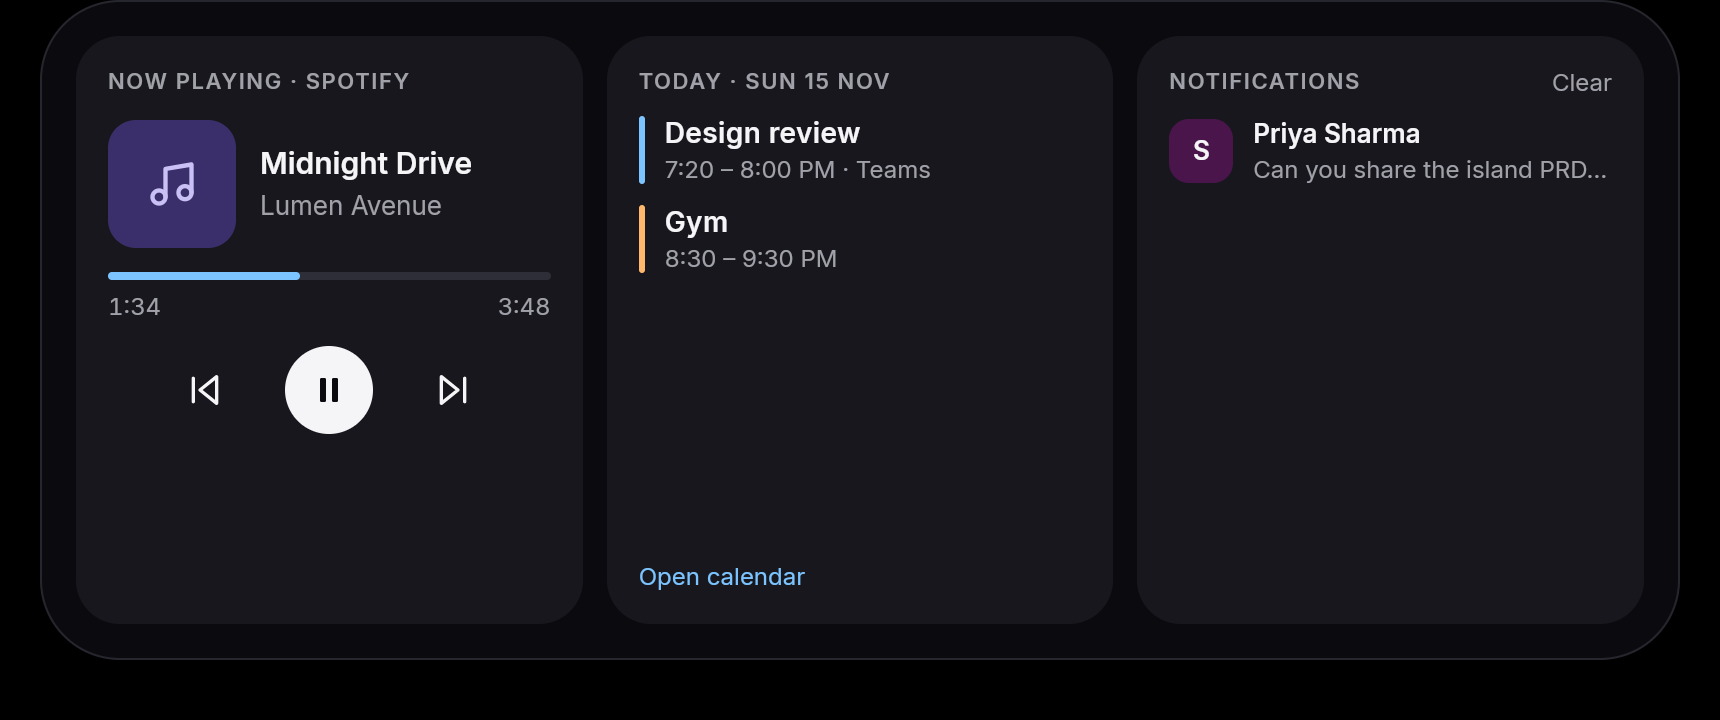 NOW PLAYING · SPOTIFY
Midnight Drive
Lumen Avenue
1:34
3:48
TODAY · SUN 15 NOV
Design review
7:20 – 8:00 PM · Teams
Gym
8:30 – 9:30 PM
Open calendar
NOTIFICATIONS
Clear
S
Priya Sharma
Can you share the island PRD...